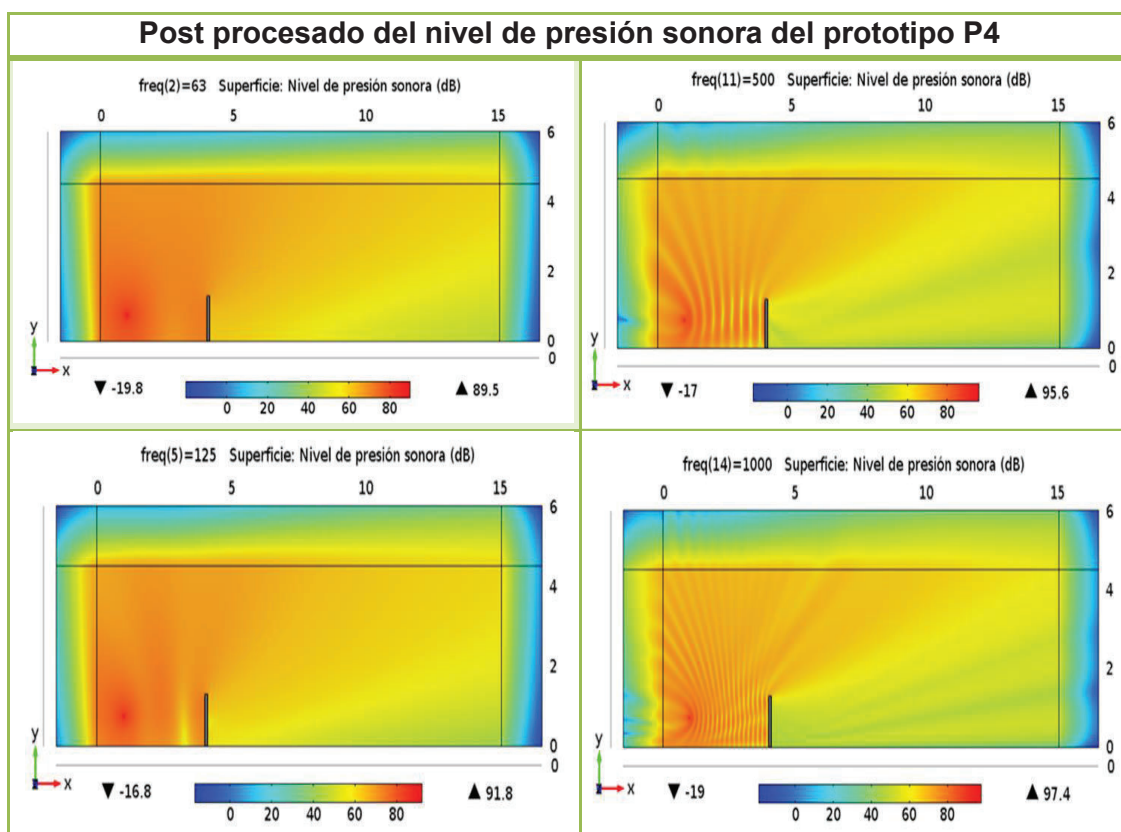 Post procesado del nivel de presión sonora del prototipo P4
freq(2)=63 Superficie: Nivel de presión sonora (dB)
0 5 10 15
6
4
2
0
0
y
x
▼ -19.8
▲ 89.5
0 20 40 60 80
freq(11)=500 Superficie: Nivel de presión sonora (dB)
0 5 10 15
6
4
2
0
0
y
x
▼ -17
▲ 95.6
0 20 40 60 80
freq(5)=125 Superficie: Nivel de presión sonora (dB)
0 5 10 15
6
4
2
0
0
y
x
▼ -16.8
▲ 91.8
0 20 40 60 80
freq(14)=1000 Superficie: Nivel de presión sonora (dB)
0 5 10 15
6
4
2
0
0
y
x
▼ -19
▲ 97.4
0 20 40 60 80